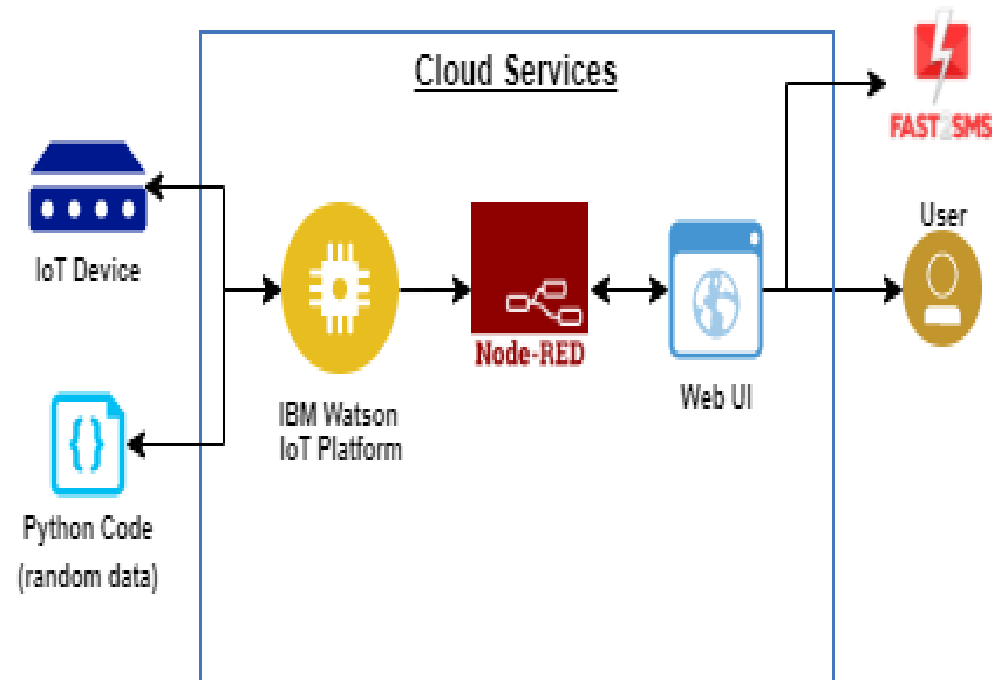 Cloud Services
FAST2SMS
User
IoT Device
Node-RED
Web UI
IBM Watson
IoT Platform
Python Code
(random data)